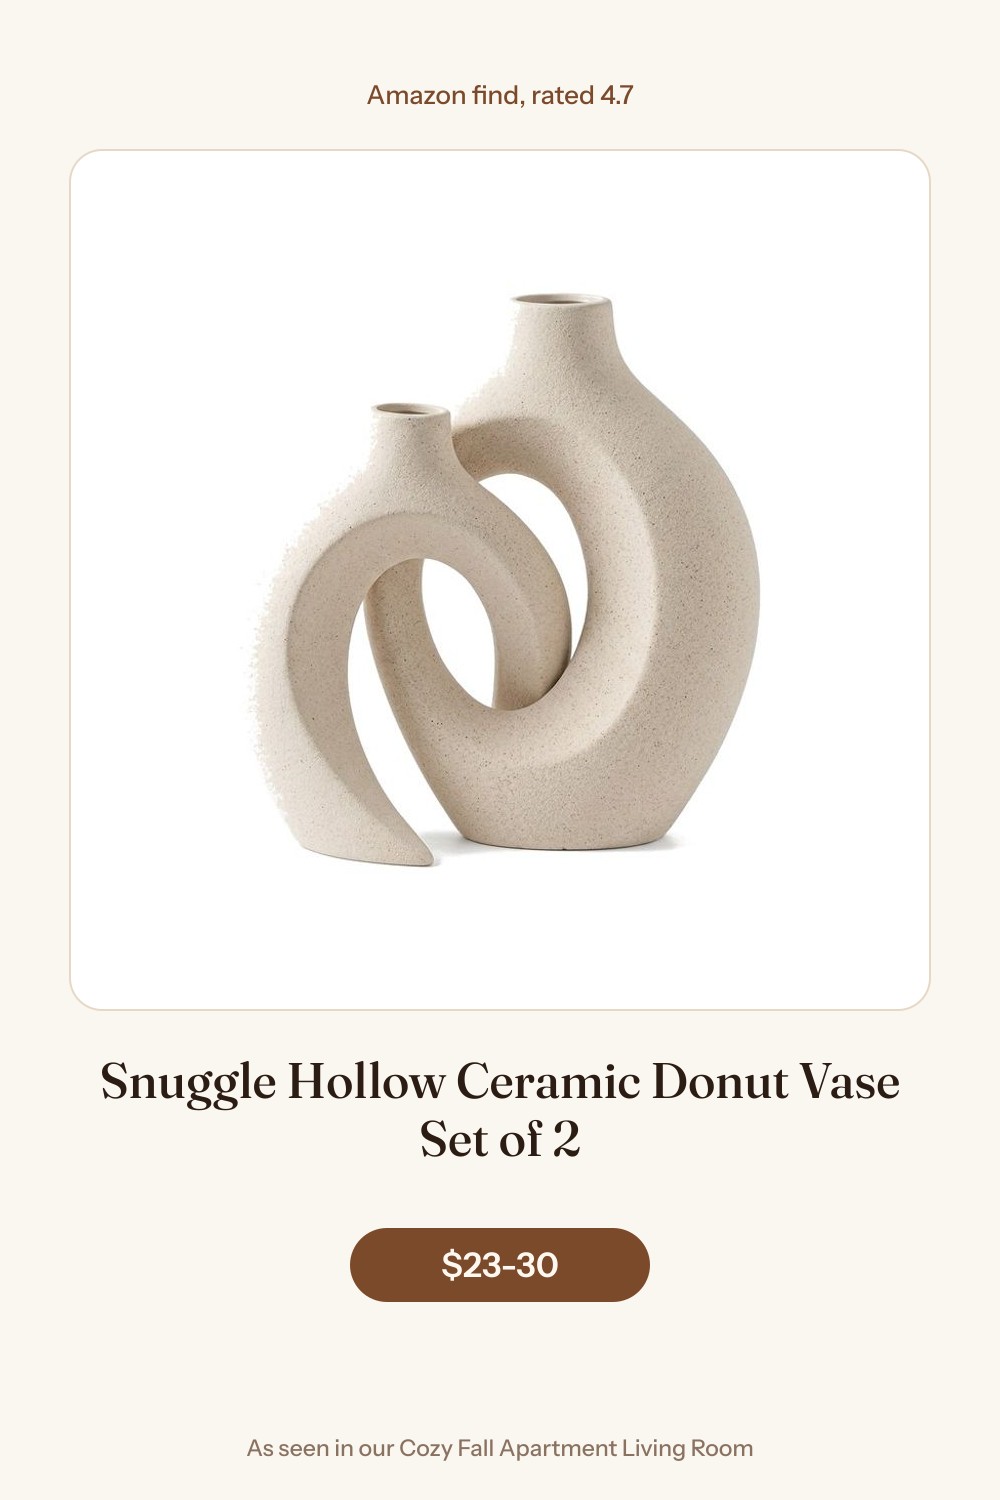 Amazon find, rated 4.7
Snuggle Hollow Ceramic Donut Vase
Set of 2
$23-30
As seen in our Cozy Fall Apartment Living Room